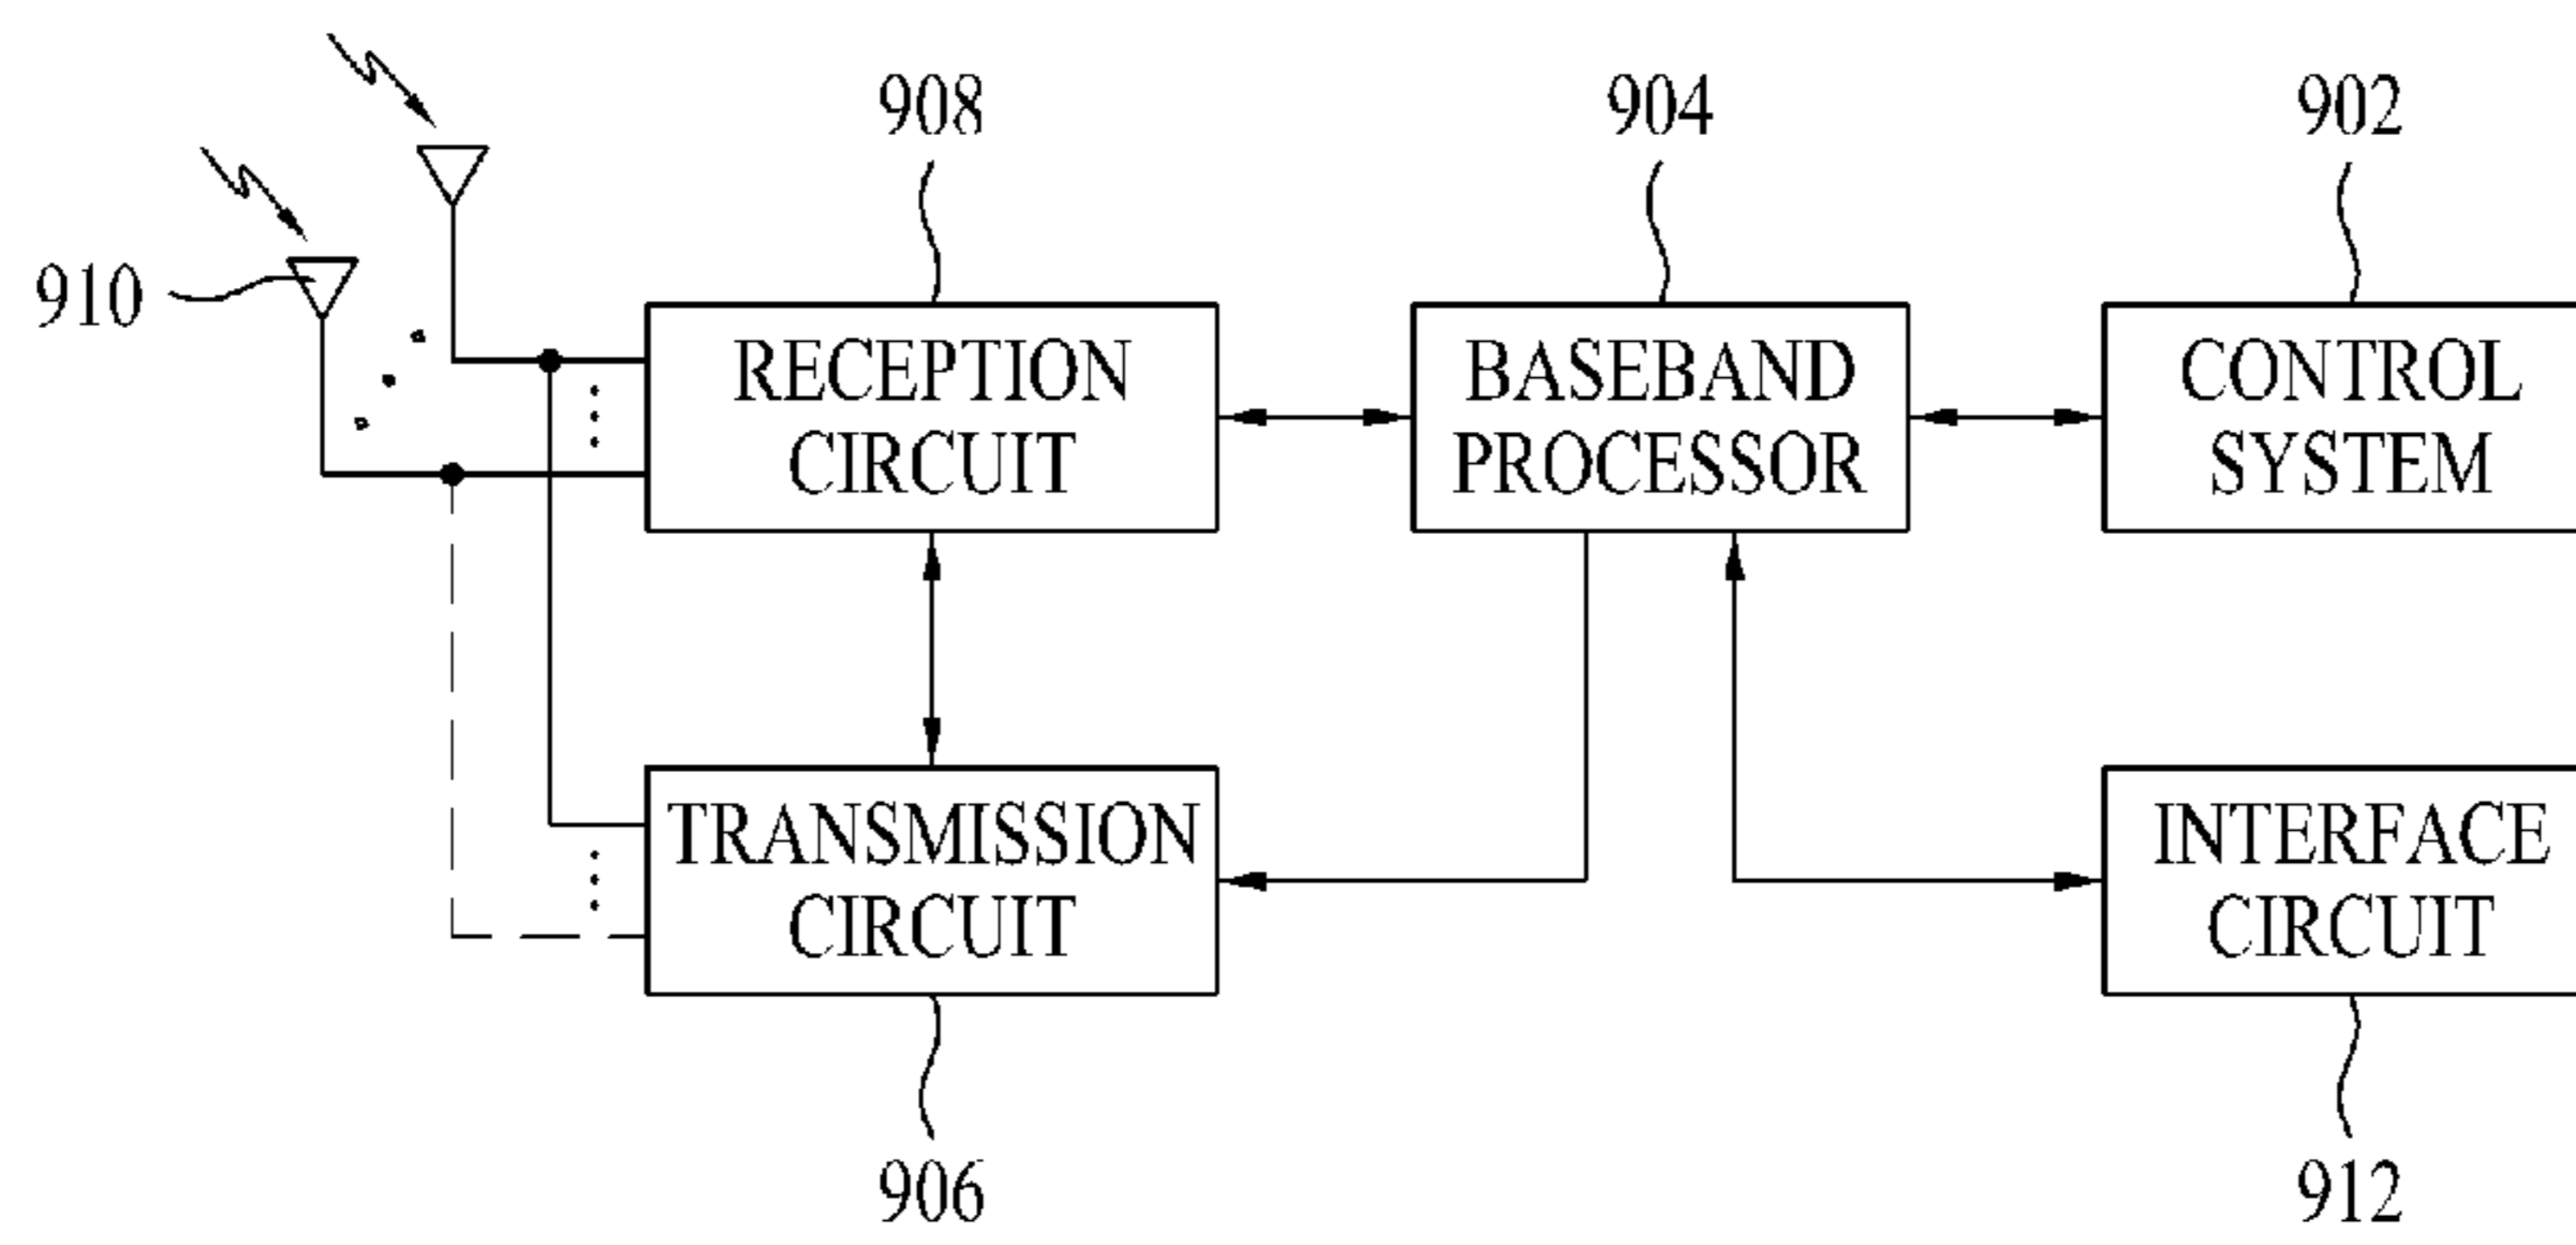 908
904
902
910
RECEPTION
CIRCUIT
BASEBAND
PROCESSOR
CONTROL
SYSTEM
TRANSMISSION
CIRCUIT
INTERFACE
CIRCUIT
906
912